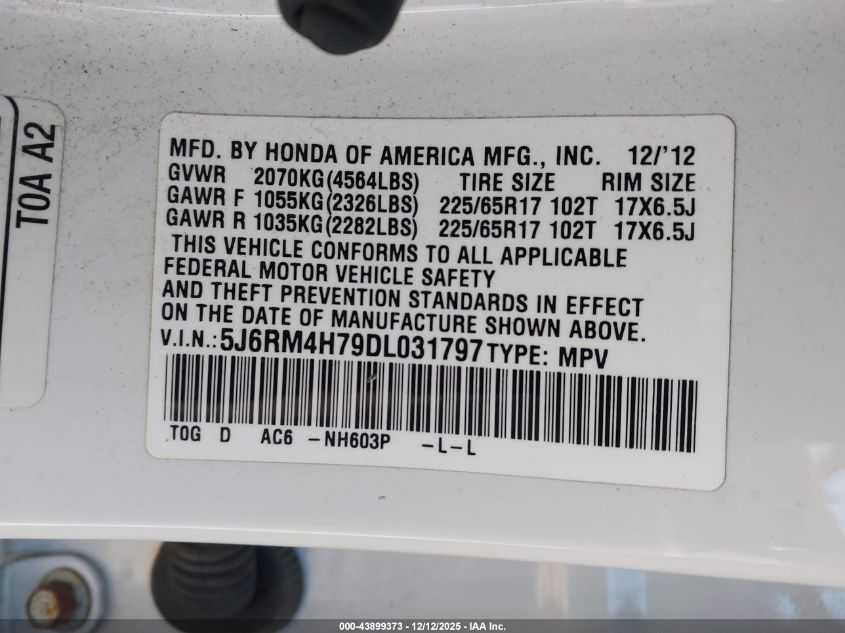 T0A A2
MFD. BY HONDA OF AMERICA MFG., INC. 12/'12
GVWR 2070KG(4564LBS) TIRE SIZE RIM SIZE
GAWR F 1055KG(2326LBS) 225/65R17 102T 17X6.5J
GAWR R 1035KG(2282LBS) 225/65R17 102T 17X6.5J
THIS VEHICLE CONFORMS TO ALL APPLICABLE
FEDERAL MOTOR VEHICLE SAFETY
AND THEFT PREVENTION STANDARDS IN EFFECT
ON THE DATE OF MANUFACTURE SHOWN ABOVE.
V.I.N.: 5J6RM4H79DL031797 TYPE: MPV
T0G D AC6 -NH603P -L-L
000-43899373 - 12/12/2025 - IAA Inc.